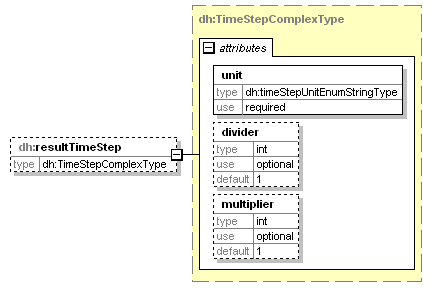 dh:TimeStepComplexType
attributes
unit
type dh:timeStepUnitEnumStringType
use required
divider
type int
use optional
default 1
dh:resultTimeStep
type dh:TimeStepComplexType
multiplier
type int
use optional
default 1